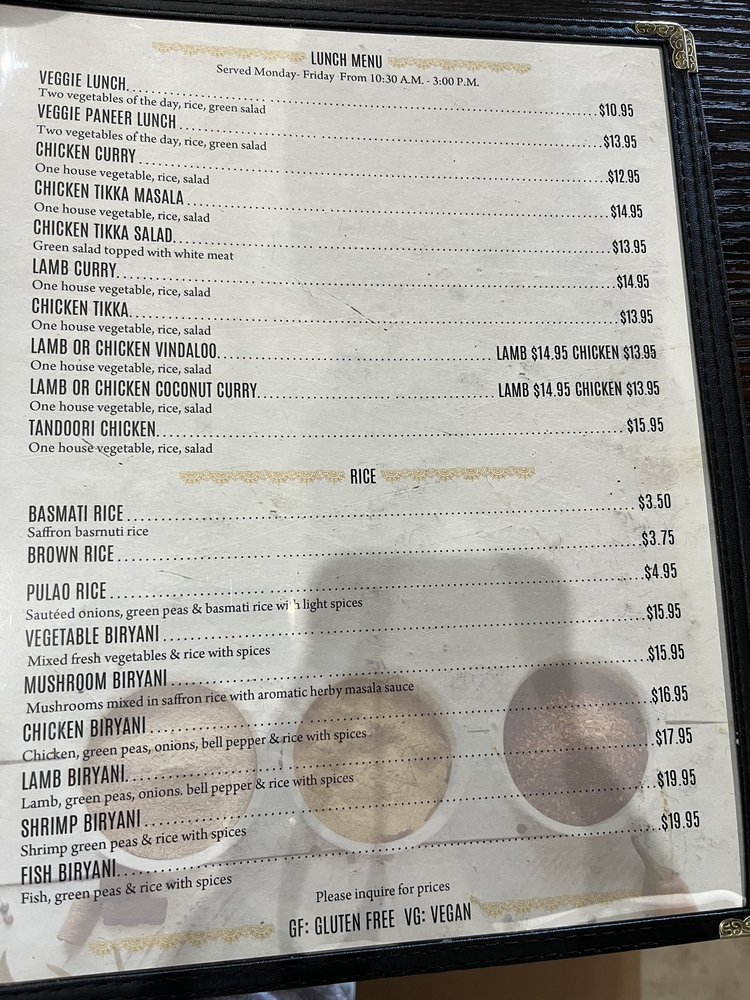 LUNCH MENU
Served Monday- Friday From 10:30 A.M. - 3:00 P.M.
VEGGIE LUNCH $10.95
Two vegetables of the day, rice, green salad
VEGGIE PANEER LUNCH $13.95
Two vegetables of the day, rice, green salad
CHICKEN CURRY $12.95
One house vegetable, rice, salad
CHICKEN TIKKA MASALA $14.95
One house vegetable, rice, salad
CHICKEN TIKKA SALAD $13.95
Green salad topped with white meat
LAMB CURRY $14.95
One house vegetable, rice, salad
CHICKEN TIKKA $13.95
One house vegetable, rice, salad
LAMB OR CHICKEN VINDALOO LAMB $14.95 CHICKEN $13.95
One house vegetable, rice, salad
LAMB OR CHICKEN COCONUT CURRY LAMB $14.95 CHICKEN $13.95
One house vegetable, rice, salad
TANDOORI CHICKEN $15.95
One house vegetable, rice, salad
RICE
BASMATI RICE $3.50
Saffron basrnuti rice
BROWN RICE $3.75
PULAO RICE $4.95
Sautéed onions, green peas & basmati rice with light spices
VEGETABLE BIRYANI $15.95
Mixed fresh vegetables & rice with spices
MUSHROOM BIRYANI $15.95
Mushrooms mixed in saffron rice with aromatic herby masala sauce
CHICKEN BIRYANI $16.95
Chicken, green peas, onions, bell pepper & rice with spices
LAMB BIRYANI $17.95
Lamb, green peas, onions. bell pepper & rice with spices
SHRIMP BIRYANI $19.95
Shrimp green peas & rice with spices
FISH BIRYANI $19.95
Fish, green peas & rice with spices
Please inquire for prices
GF: GLUTEN FREE VG: VEGAN